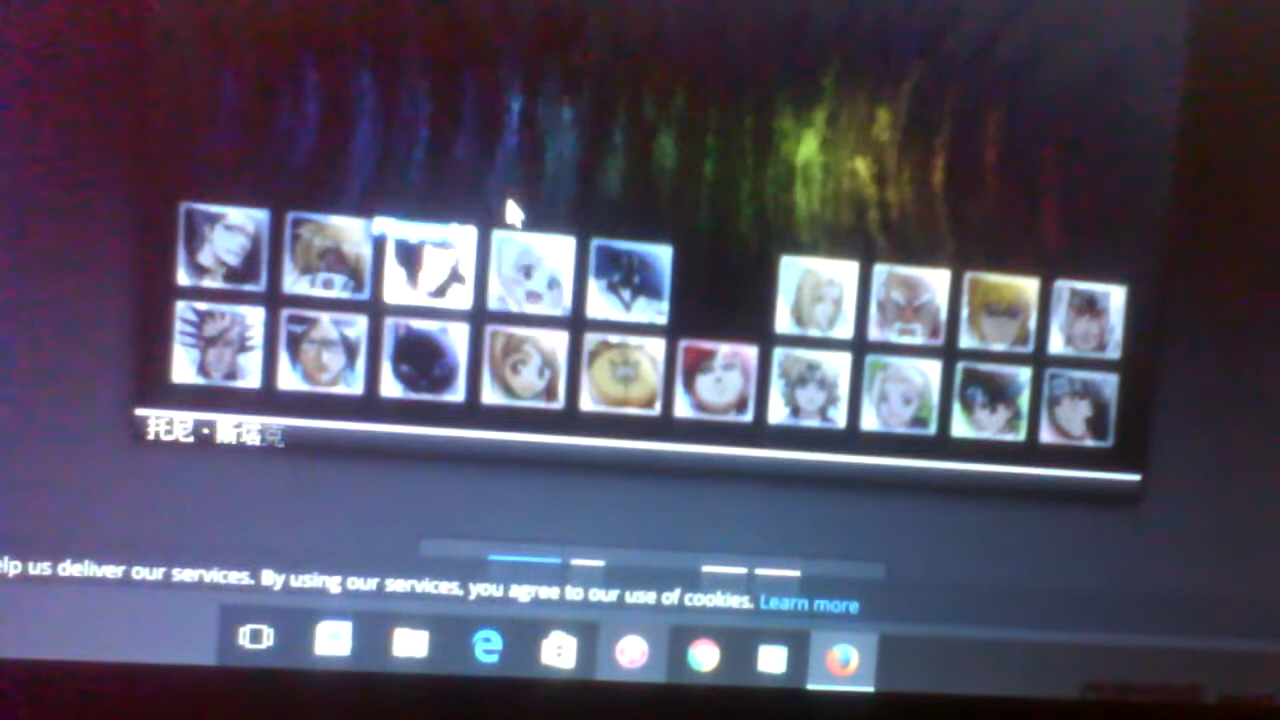 托尼·斯塔克
elp us deliver our services. By using our services, you agree to our use of cookies. Learn more